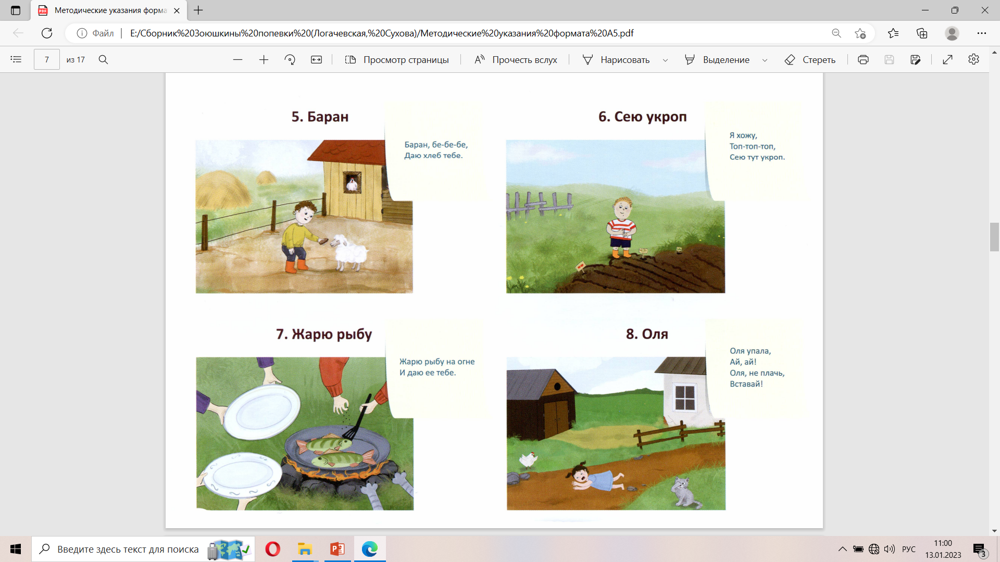 Методические указания форма
Файл
E:/Сборник%20Зоюшкины%20попевки%20(Логачевская,%20Сухова)/Методические%20указания%20формата%20А5.pdf
7 из 17
Просмотр страницы
Прочесть вслух
Нарисовать
Выделение
Стереть
5. Баран
Баран, бе-бе-бе,
Даю хлеб тебе.
6. Сею укроп
Я хожу,
Топ-топ-топ,
Сею тут укроп.
7. Жарю рыбу
Жарю рыбу на огне
И даю ее тебе.
8. Оля
Оля упала,
Ай, ай!
Оля, не плачь,
Вставай!
Введите здесь текст для поиска
РУС
11:00
13.01.2023
3